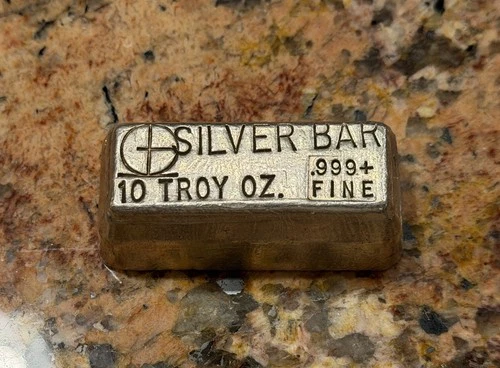 SILVER BAR
10 TROY OZ.
.999+
FINE